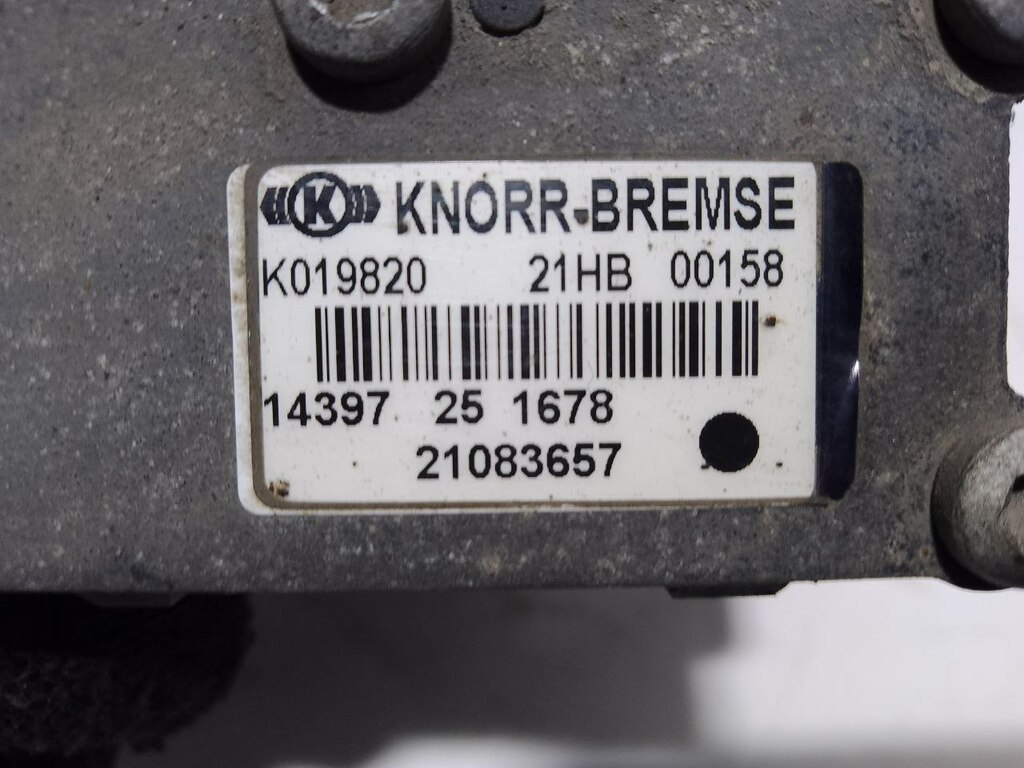 K KNORR-BREMSE
K019820 21HB 00158
14397 25 1678
21083657